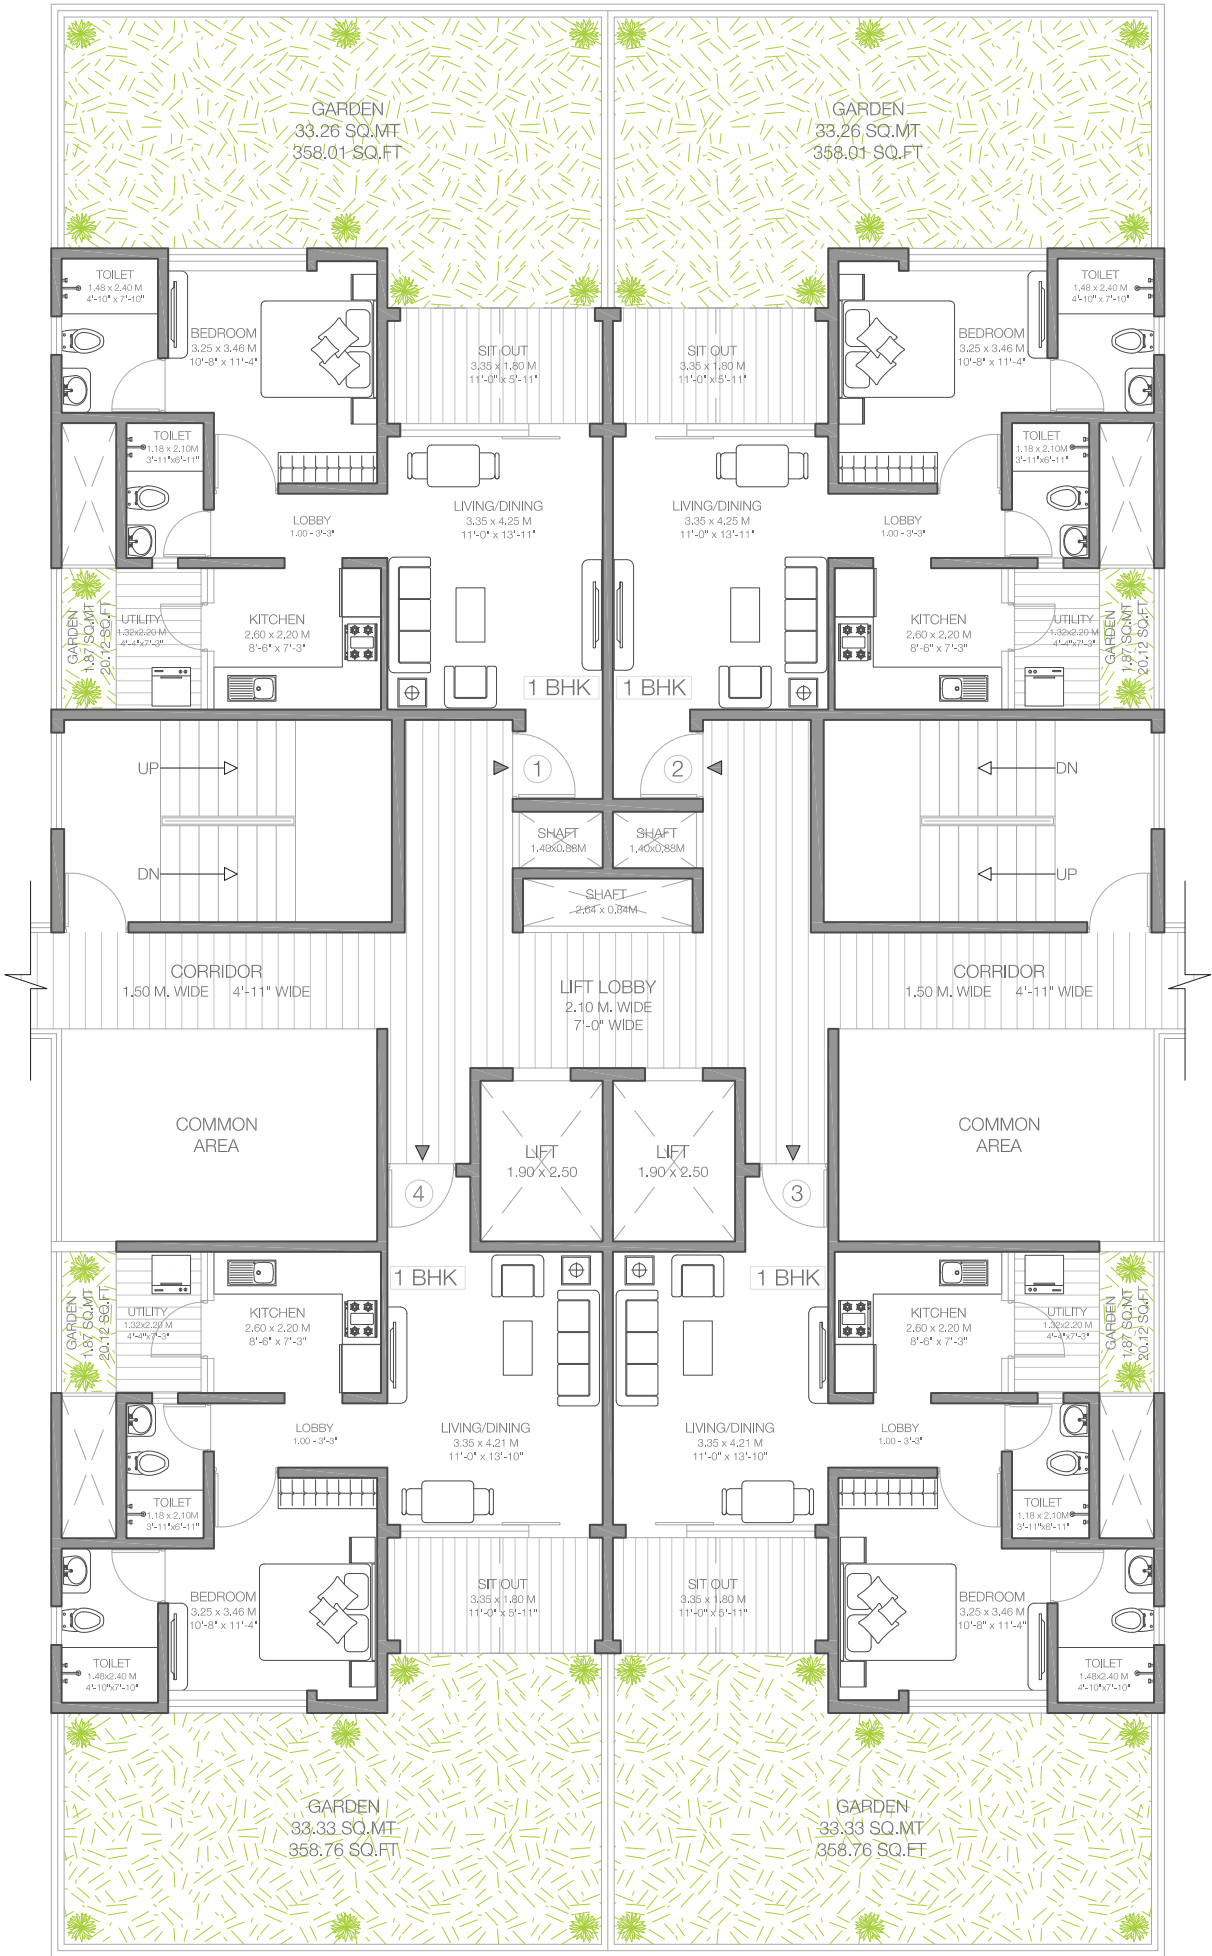 GARDEN
33.26 SQ.MT
358.01 SQ.FT
GARDEN
33.26 SQ.MT
358.01 SQ.FT
TOILET
1.48 x 2.40 M
4'-10" x 7'-10"
BEDROOM
3.25 x 3.46 M
10'-8" x 11'-4"
SIT OUT
3.35 x 1.80 M
11'-0" x 5'-11"
SIT OUT
3.35 x 1.80 M
11'-0" x 5'-11"
BEDROOM
3.25 x 3.46 M
10'-8" x 11'-4"
TOILET
1.48 x 2.40 M
4'-10" x 7'-10"
TOILET
1.18 x 2.10M
3'-11"x6'-11"
LOBBY
1.00 - 3'-3"
LIVING/DINING
3.35 x 4.25 M
11'-0" x 13'-11"
LIVING/DINING
3.35 x 4.25 M
11'-0" x 13'-11"
LOBBY
1.00 - 3'-3"
TOILET
1.18 x 2.10M
3'-11"x6'-11"
GARDEN
1.87 SQ.MT
20.12 SQ.FT
UTILITY
1.32x2.20 M
4'-4"x7'-3"
KITCHEN
2.60 x 2.20 M
8'-6" x 7'-3"
1 BHK
1 BHK
KITCHEN
2.60 x 2.20 M
8'-6" x 7'-3"
UTILITY
1.32x2.20 M
4'-4"x7'-3"
GARDEN
1.87 SQ.MT
20.12 SQ.FT
UP
DN
1
2
DN
UP
SHAFT
1.40x0.88M
SHAFT
1.40x0.88M
SHAFT
2.64 x 0.84M
CORRIDOR
1.50 M. WIDE 4'-11" WIDE
LIFT LOBBY
2.10 M. WIDE
7'-0" WIDE
CORRIDOR
1.50 M. WIDE 4'-11" WIDE
COMMON
AREA
LIFT
1.90 x 2.50
LIFT
1.90 x 2.50
COMMON
AREA
4
3
1 BHK
1 BHK
GARDEN
1.87 SQ.MT
20.12 SQ.FT
UTILITY
1.32x2.20 M
4'-4"x7'-3"
KITCHEN
2.60 x 2.20 M
8'-6" x 7'-3"
KITCHEN
2.60 x 2.20 M
8'-6" x 7'-3"
UTILITY
1.32x2.20 M
4'-4"x7'-3"
GARDEN
1.87 SQ.MT
20.12 SQ.FT
LOBBY
1.00 - 3'-3"
LIVING/DINING
3.35 x 4.21 M
11'-0" x 13'-10"
LIVING/DINING
3.35 x 4.21 M
11'-0" x 13'-10"
LOBBY
1.00 - 3'-3"
TOILET
1.18 x 2.10M
3'-11"x6'-11"
TOILET
1.18 x 2.10M
3'-11"x6'-11"
BEDROOM
3.25 x 3.46 M
10'-8" x 11'-4"
SIT OUT
3.35 x 1.80 M
11'-0" x 5'-11"
SIT OUT
3.35 x 1.80 M
11'-0" x 5'-11"
BEDROOM
3.25 x 3.46 M
10'-8" x 11'-4"
TOILET
1.48x2.40 M
4'-10"x7'-10"
TOILET
1.48x2.40 M
4'-10"x7'-10"
GARDEN
33.33 SQ.MT
358.76 SQ.FT
GARDEN
33.33 SQ.MT
358.76 SQ.FT